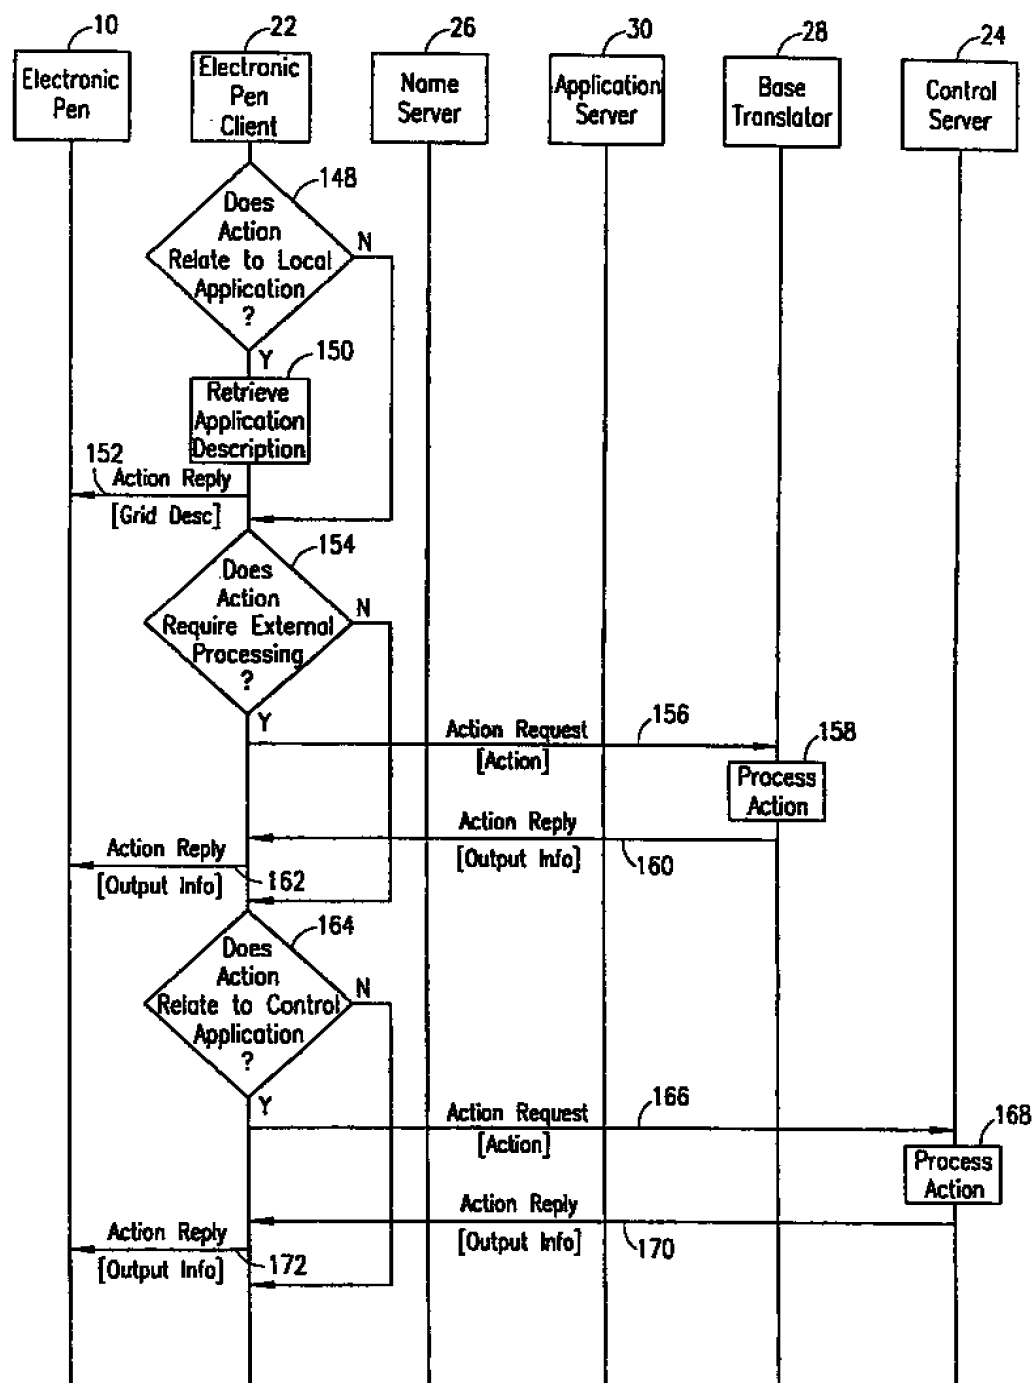 10
22
26
30
28
24
Electronic
Pen
Electronic
Pen
Client
Name
Server
Application
Server
Base
Translator
Control
Server
148
Does
Action
Relate to Local
Application
?
N
Y
150
Retrieve
Application
Description
152
Action Reply
[Grid Desc]
154
Does
Action
Require External
Processing
?
N
Y
Action Request
156
[Action]
158
Process
Action
Action Reply
[Output Info]
160
Action Reply
[Output Info]
162
164
Does
Action
Relate to Control
Application
?
N
Y
Action Request
166
[Action]
168
Process
Action
Action Reply
[Output Info]
170
Action Reply
[Output Info]
172